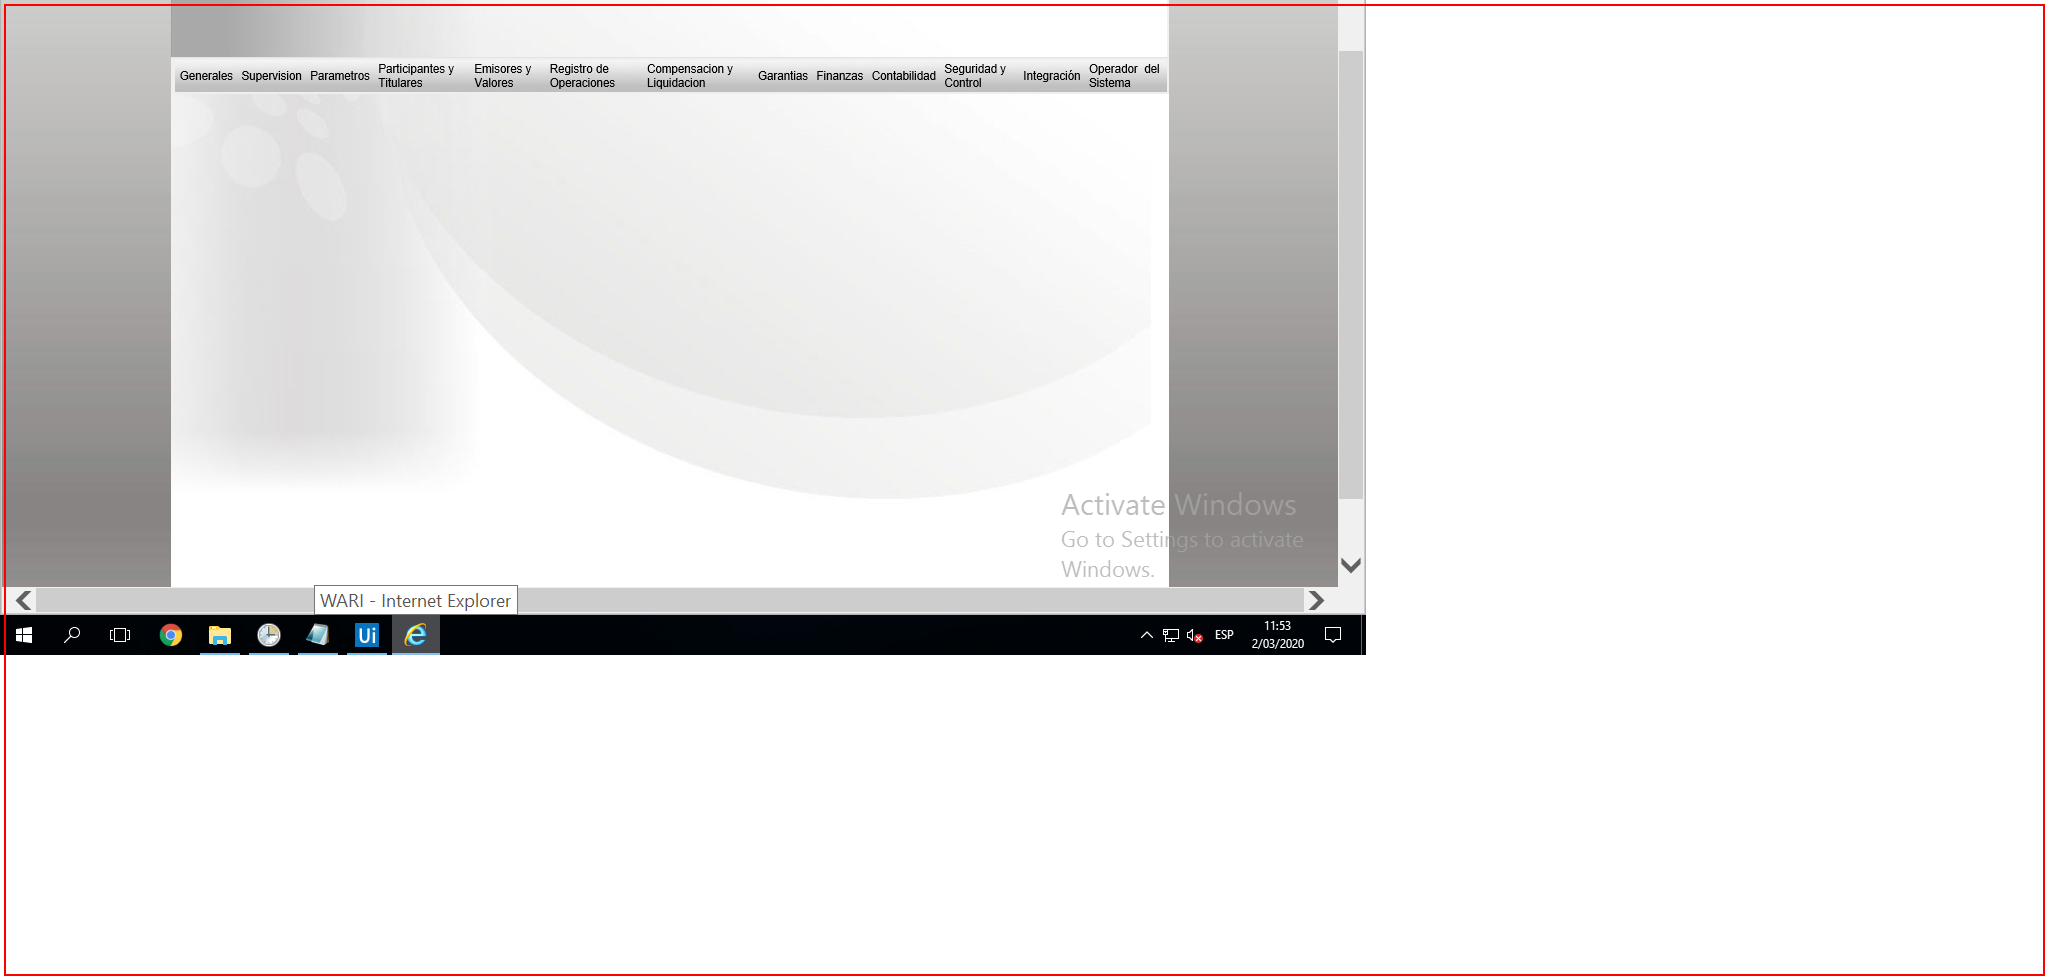 Generales Supervision Parametros Participantes y Titulares Emisores y Valores Registro de Operaciones Compensacion y Liquidacion Garantias Finanzas Contabilidad Seguridad y Control Integración Operador del Sistema
Activate Windows
Go to Settings to activate
Windows.
WARI - Internet Explorer
Ui
ESP
11:53
2/03/2020